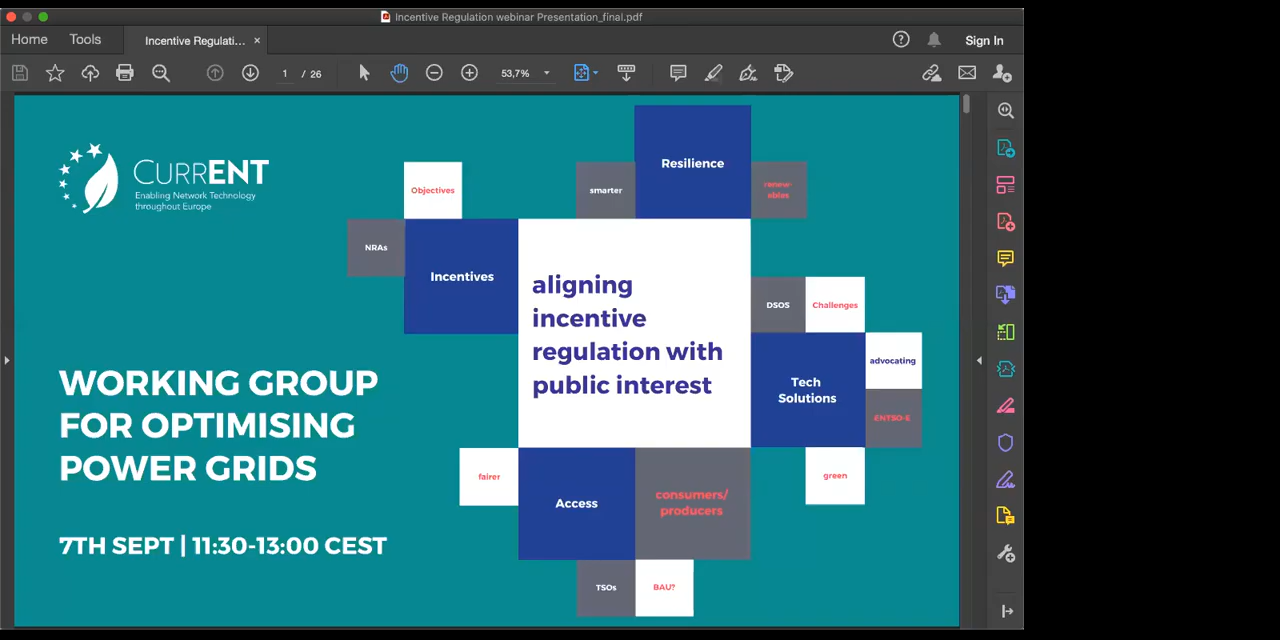 Incentive Regulation webinar Presentation_final.pdf
Home
Tools
Incentive Regulati...
×
Sign In
1 / 26
53,7%
CURRENT
Enabling Network Technology
throughout Europe
Resilience
smarter
renew-
ables
Objectives
NRAs
Incentives
aligning
incentive
regulation with
public interest
DSOS
Challenges
advocating
Tech
Solutions
ENTSO-E
WORKING GROUP
FOR OPTIMISING
POWER GRIDS
fairer
Access
consumers/
producers
green
7TH SEPT | 11:30-13:00 CEST
TSOs
BAU?